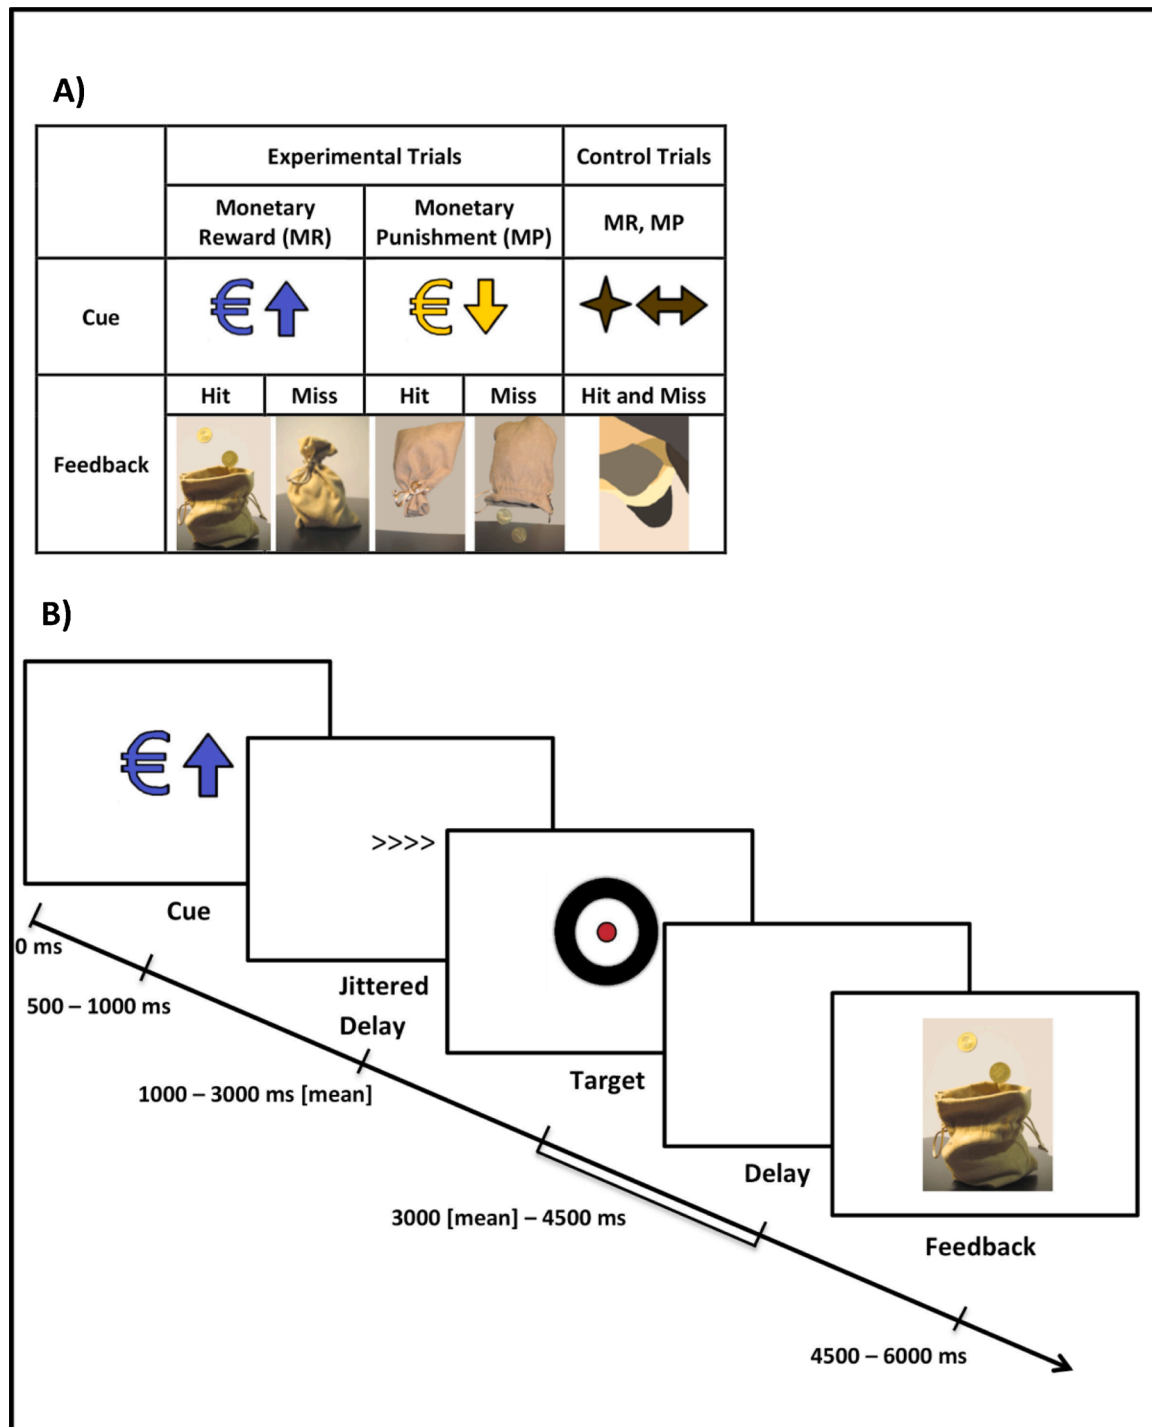 A)
Experimental Trials
Control Trials
Monetary
Reward (MR)
Monetary
Punishment (MP)
MR, MP
Cue
€
€
Hit
Miss
Hit
Miss
Hit and Miss
Feedback
B)
€
>>>>
Cue
0 ms
Jittered
Delay
500 – 1000 ms
Target
1000 – 3000 ms [mean]
Delay
3000 [mean] – 4500 ms
Feedback
4500 – 6000 ms